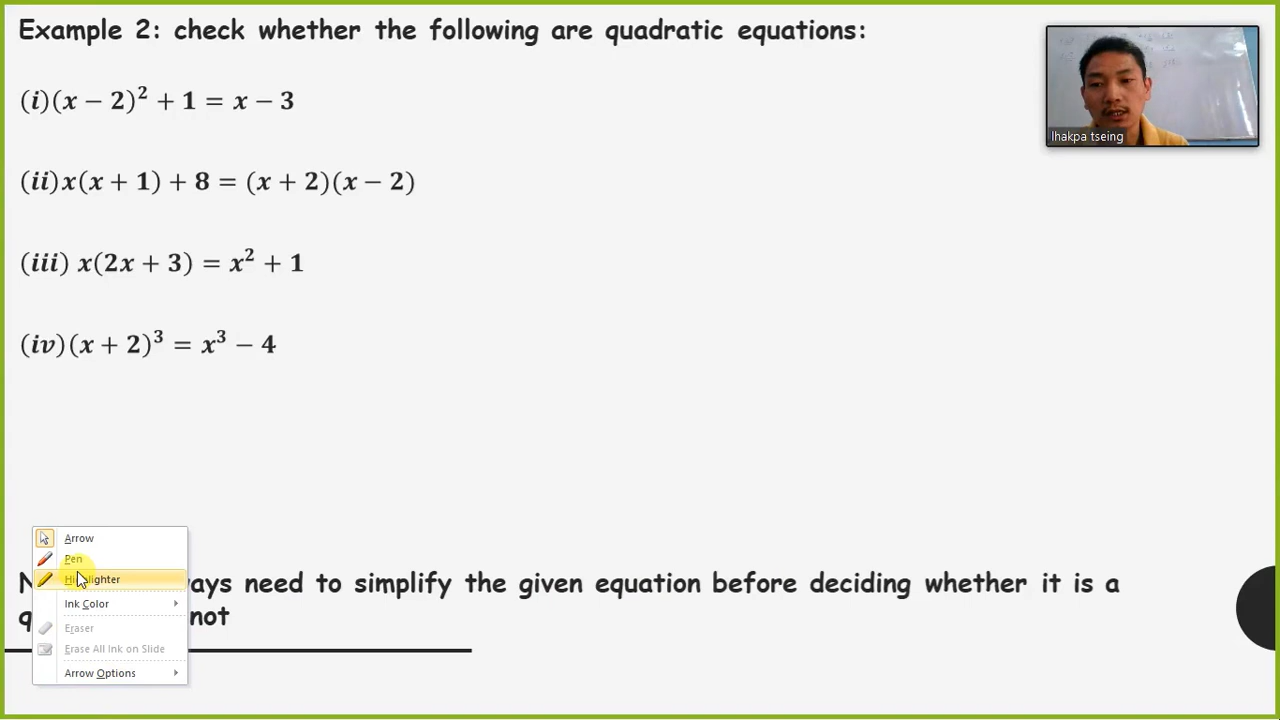 Example 2: check whether the following are quadratic equations:
lhakpa tseing
(i)(x − 2)² + 1 = x − 3
(ii)x(x + 1) + 8 = (x + 2)(x − 2)
(iii) x(2x + 3) = x² + 1
(iv)(x + 2)³ = x³ − 4
Arrow
Pen
Highlighter
Ink Color
Eraser
Erase All Ink on Slide
Arrow Options
need to simplify the given equation before deciding whether it is a
not